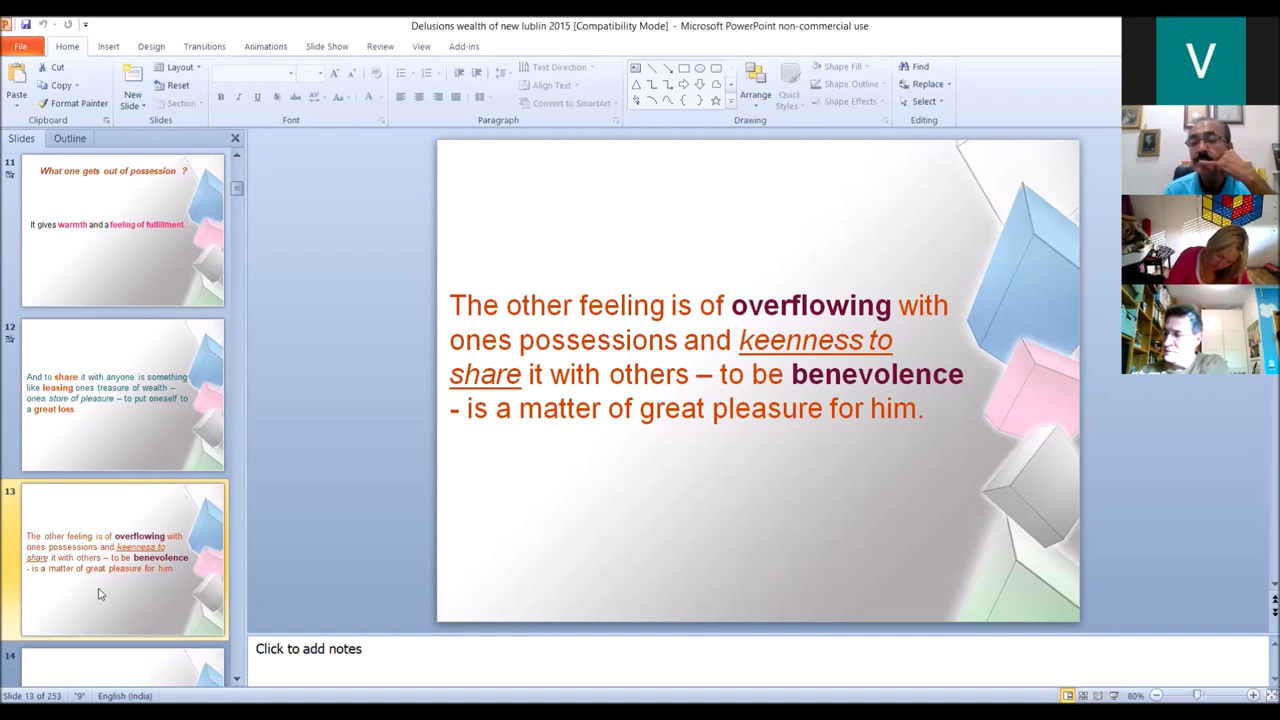 Delusions wealth of new lublin 2015 [Compatibility Mode] - Microsoft PowerPoint non-commercial use
File Home Insert Design Transitions Animations Slide Show Review View Add-Ins
Paste
Cut
Copy
Format Painter
Clipboard
New
Slide
Layout
Reset
Section
Slides
B I U S abc AV Aa A
Font
Text Direction
Align Text
Convert to SmartArt
Paragraph
Arrange
Quick
Styles
Shape Fill
Shape Outline
Shape Effects
Drawing
Find
Replace
Select
Editing
V
Slides Outline
11
What one gets out of possession ?
It gives warmth and a feeling of fulfillment
12
And to share it with anyone is something
like leasing ones treasure of wealth –
ones store of pleasure – to put oneself to
a great loss.
13
The other feeling is of overflowing with
ones possessions and keenness to
share it with others – to be benevolence
- is a matter of great pleasure for him.
14
The other feeling is of overflowing with
ones possessions and keenness to
share it with others – to be benevolence
- is a matter of great pleasure for him.
Click to add notes
Slide 13 of 253 "9" English (India) 80%